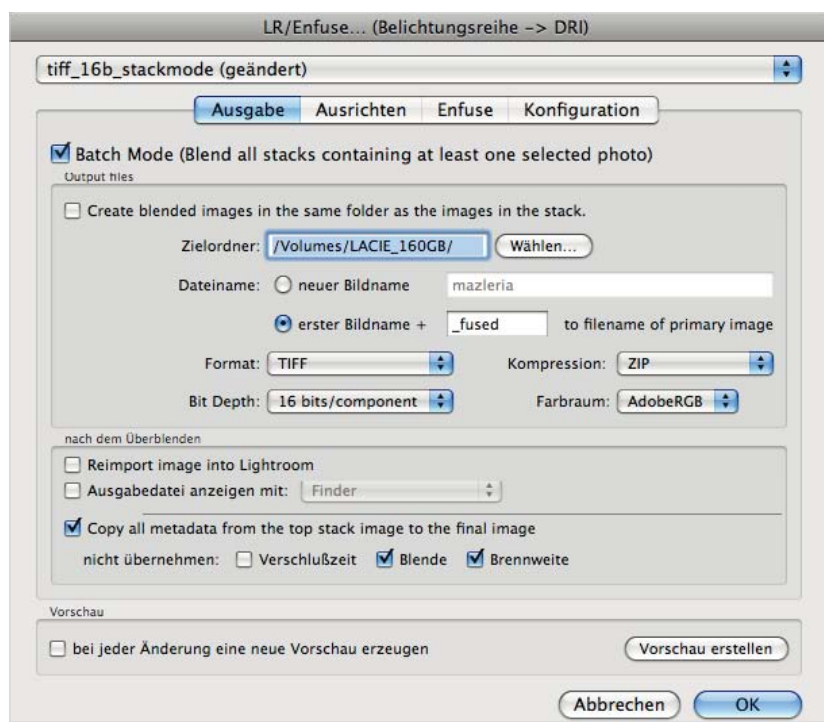 LR/Enfuse... (Belichtungsreihe -> DRI)
tiff_16b_stackmode (geändert)
Ausgabe Ausrichten Enfuse Konfiguration
Batch Mode (Blend all stacks containing at least one selected photo)
Output files
Create blended images in the same folder as the images in the stack.
Zielordner: /Volumes/LACIE_160GB/ Wählen...
Dateiname: neuer Bildname mazleria
erster Bildname + _fused to filename of primary image
Format: TIFF Kompression: ZIP
Bit Depth: 16 bits/component Farbraum: AdobeRGB
nach dem Überblenden
Reimport image into Lightroom
Ausgabedatei anzeigen mit: Finder
Copy all metadata from the top stack image to the final image
nicht übernehmen: Verschlußzeit Blende Brennweite
Vorschau
bei jeder Änderung eine neue Vorschau erzeugen Vorschau erstellen
Abbrechen OK